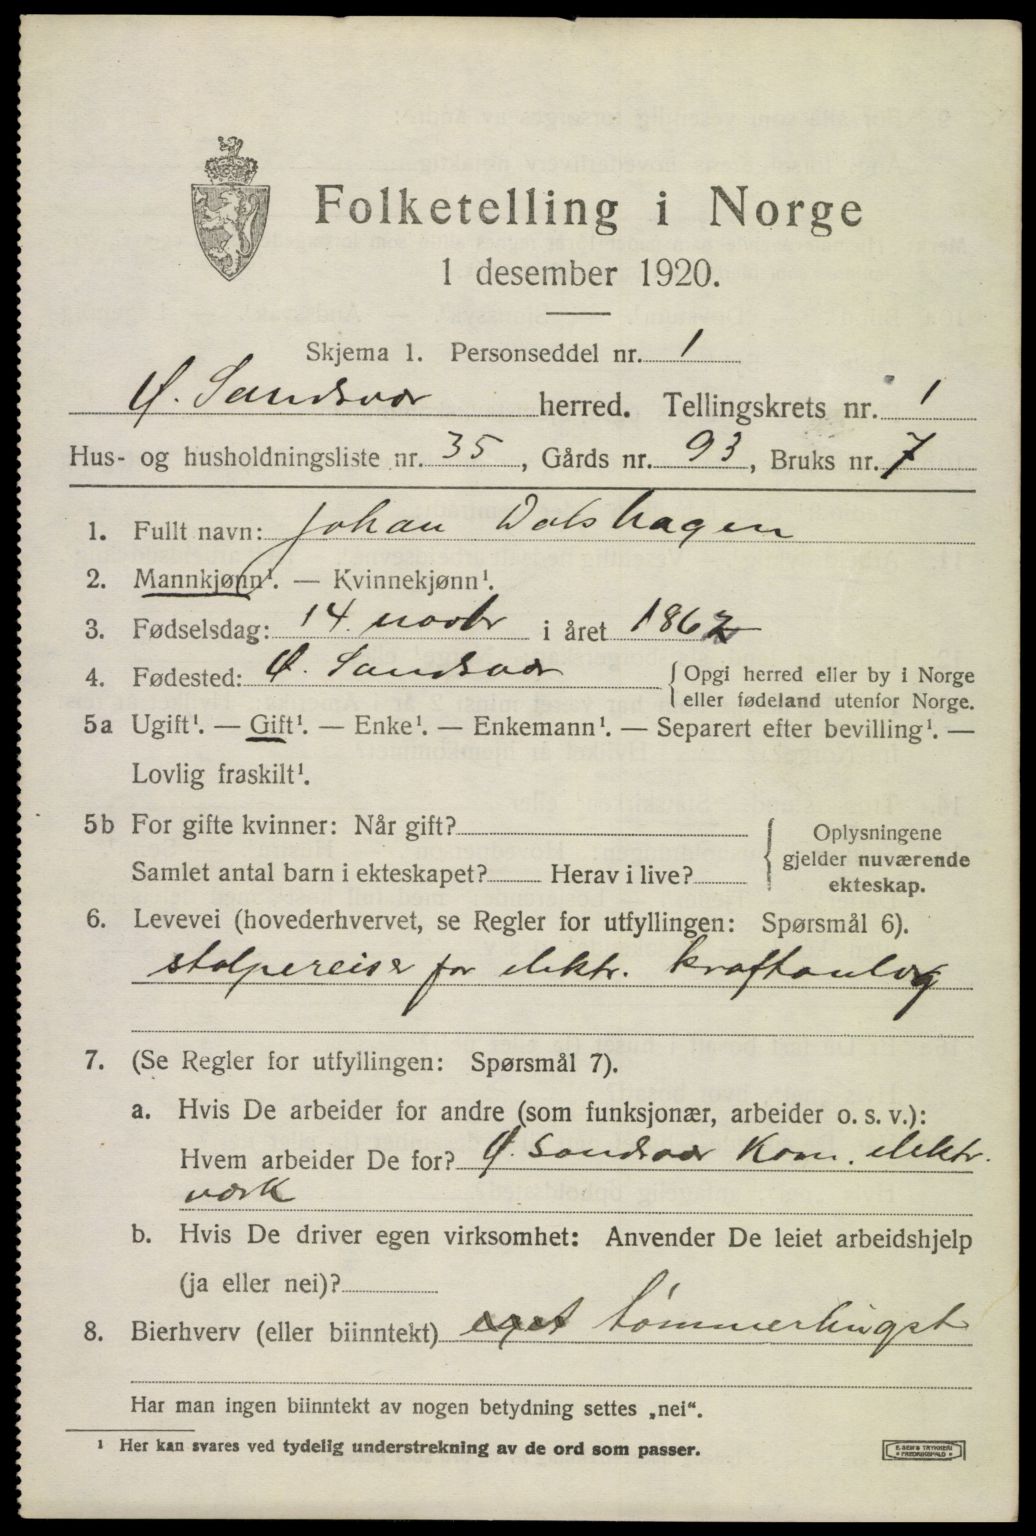 Folketelling i Norge
1 desember 1920.
Skjema 1. Personseddel nr. 1
Ø. Sandsvær herred. Tellingskrets nr. 1
Hus- og husholdningsliste nr. 35, Gårds nr. 93, Bruks nr. 7
1. Fullt navn: Johan Dalshagen
2. Mannkjønn¹. — Kvinnekjønn¹.
3. Fødselsdag: 14. novbr i året 1862
4. Fødested: Ø. Sandsvær { Opgi herred eller by i Norge
eller fødeland utenfor Norge.
5a Ugift¹. — Gift¹. — Enke¹. — Enkemann¹. — Separert efter bevilling¹. —
Lovlig fraskilt¹.
5b For gifte kvinner: Når gift?
Samlet antal barn i ekteskapet? Herav i live?
{ Oplysningene
gjelder nuværende
ekteskap.
6. Levevei (hovederhvervet, se Regler for utfyllingen: Spørsmål 6).
stolpereiser for elektr. kraftanlæg
7. (Se Regler for utfyllingen: Spørsmål 7).
a. Hvis De arbeider for andre (som funksjonær, arbeider o. s. v.):
Hvem arbeider De for? Ø. Sandsvær Kom. elektr.
værk
b. Hvis De driver egen virksomhet: Anvender De leiet arbeidshjelp
(ja eller nei)?
8. Bierhverv (eller biinntekt) tømmerhugst
Har man ingen biinntekt av nogen betydning settes „nei“.
¹ Her kan svares ved tydelig understrekning av de ord som passer.